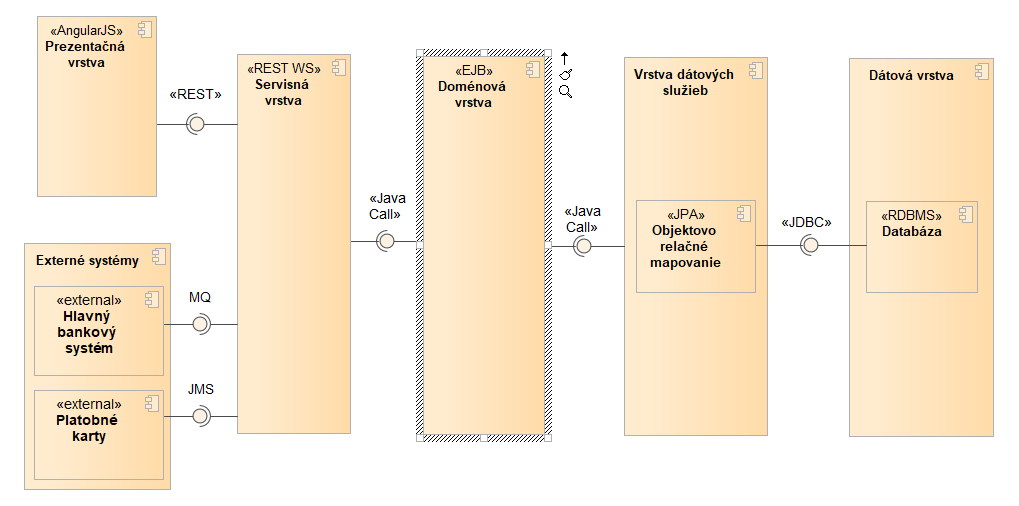 «AngularJS»
Prezentačná
vrstva
«REST»
«REST WS»
Servisná
vrstva
«Java
Call»
«EJB»
Doménová
vrstva
«Java
Call»
Vrstva dátových
služieb
«JPA»
Objektovo
relačné
mapovanie
«JDBC»
Dátová vrstva
«RDBMS»
Databáza
Externé systémy
«external»
Hlavný
bankový
systém
MQ
«external»
Platobné
karty
JMS